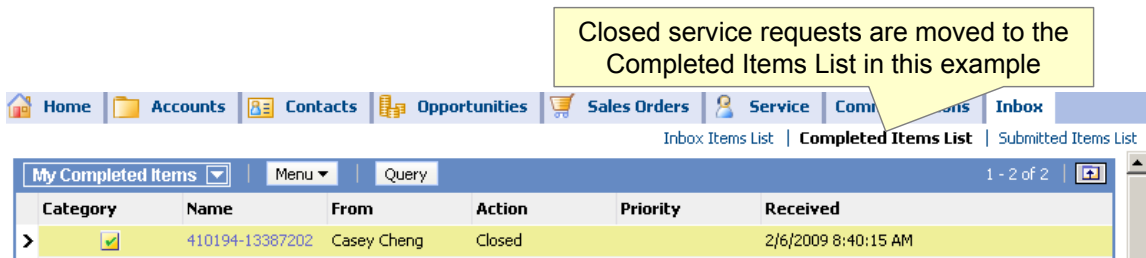 Closed service requests are moved to the
Completed Items List in this example
Home Accounts Contacts Opportunities Sales Orders Service Inbox
Inbox Items List | Completed Items List | Submitted Items List
My Completed Items | Menu | Query 1 - 2 of 2
Category Name From Action Priority Received
410194-13387202 Casey Cheng Closed 2/6/2009 8:40:15 AM